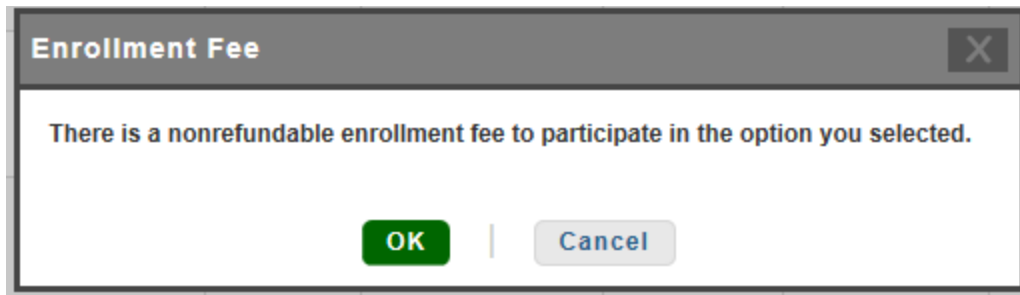 Enrollment Fee
X
There is a nonrefundable enrollment fee to participate in the option you selected.
OK | Cancel